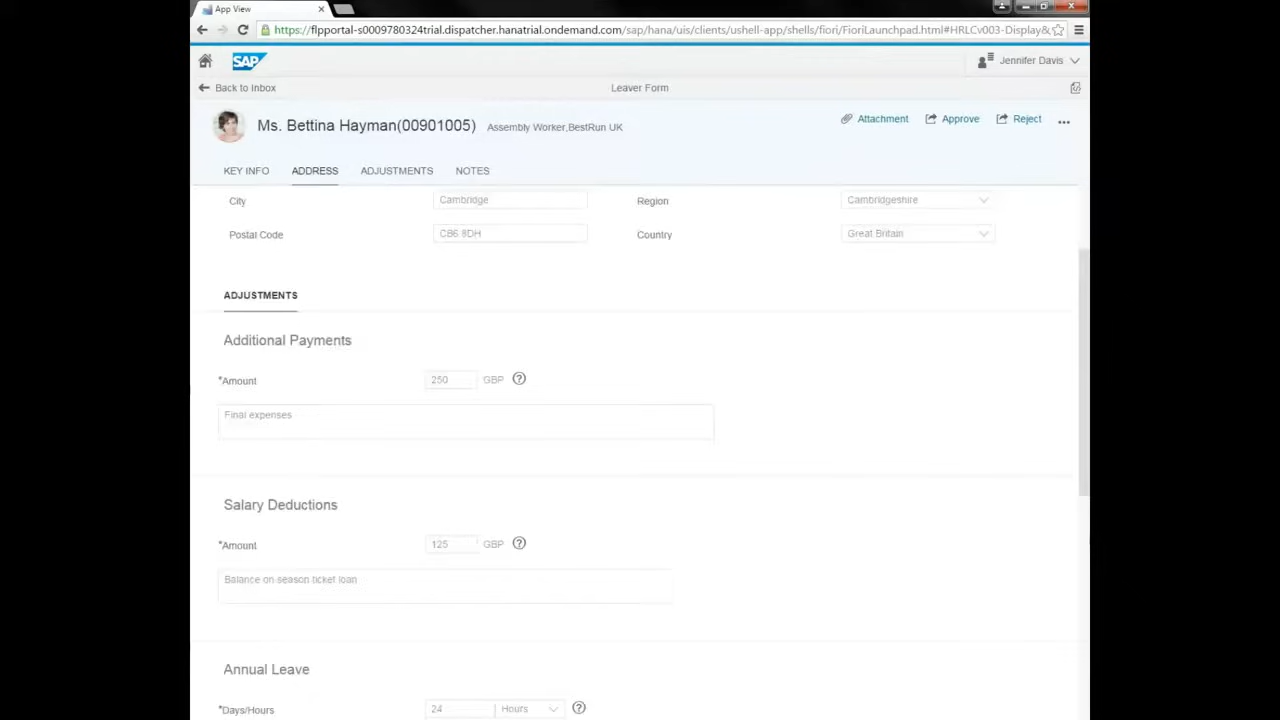 App View
https://flpportal-s0009780324trial.dispatcher.hanatrial.ondemand.com/sap/hana/uis/clients/ushell-app/shells/fiori/FioriLaunchpad.html#HRLCv003-Display&
SAP
Jennifer Davis
Back to Inbox
Leaver Form
Ms. Bettina Hayman(00901005) Assembly Worker,BestRun UK
Attachment Approve Reject ...
KEY INFO ADDRESS ADJUSTMENTS NOTES
City Cambridge Region Cambridgeshire
Postal Code CB6 8DH Country Great Britain
ADJUSTMENTS
Additional Payments
*Amount 250 GBP ?
Final expenses
Salary Deductions
*Amount 125 GBP ?
Balance on season ticket loan
Annual Leave
*Days/Hours 24 Hours ?